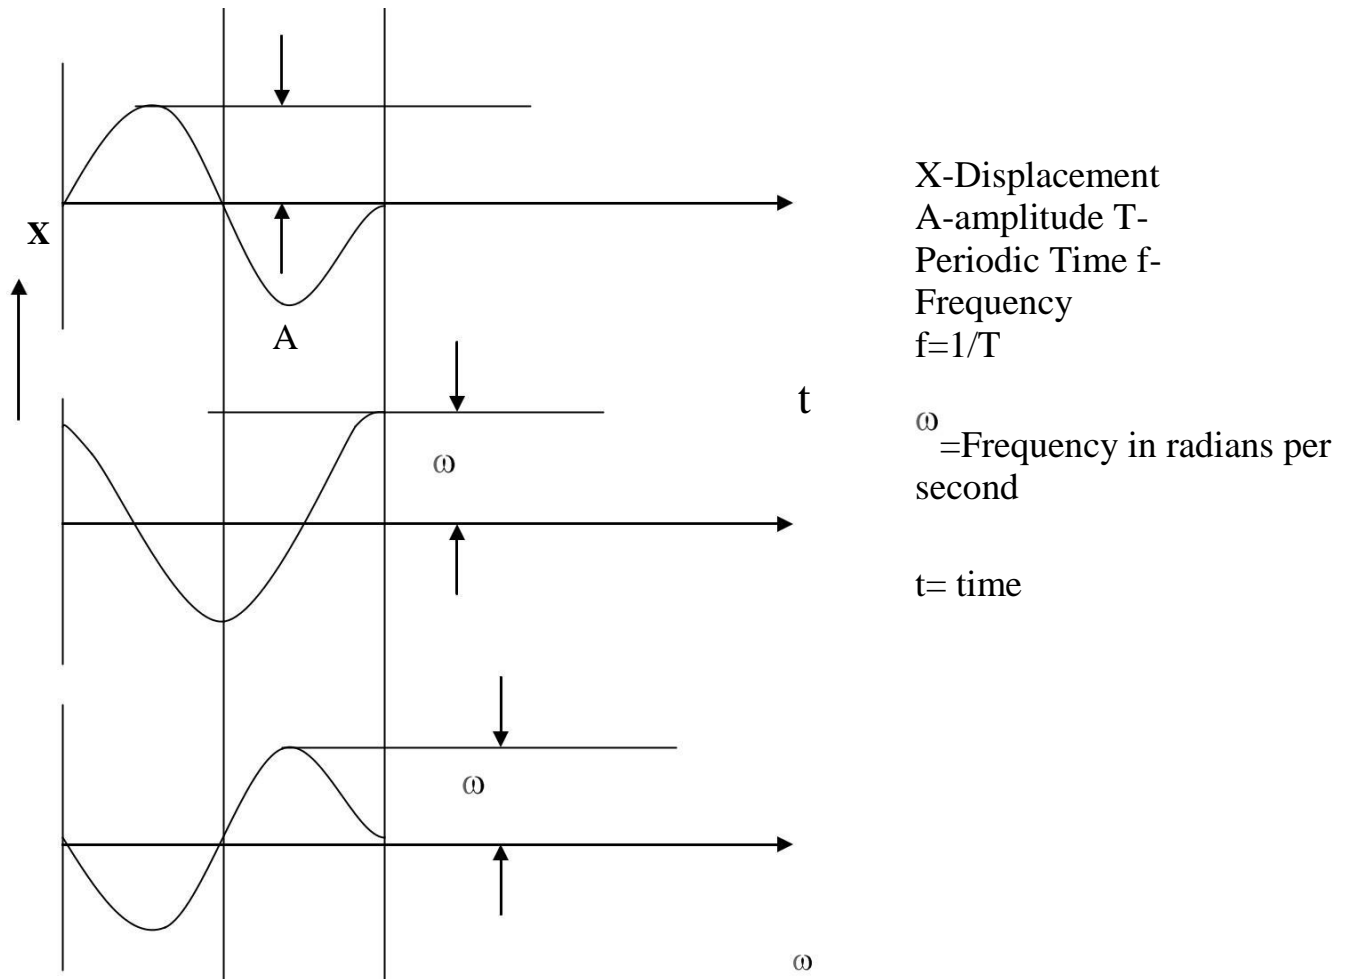 X
A
t
ω
ω
ω
X-Displacement
A-amplitude T-
Periodic Time f-
Frequency
f=1/T
ω
=Frequency in radians per
second
t= time